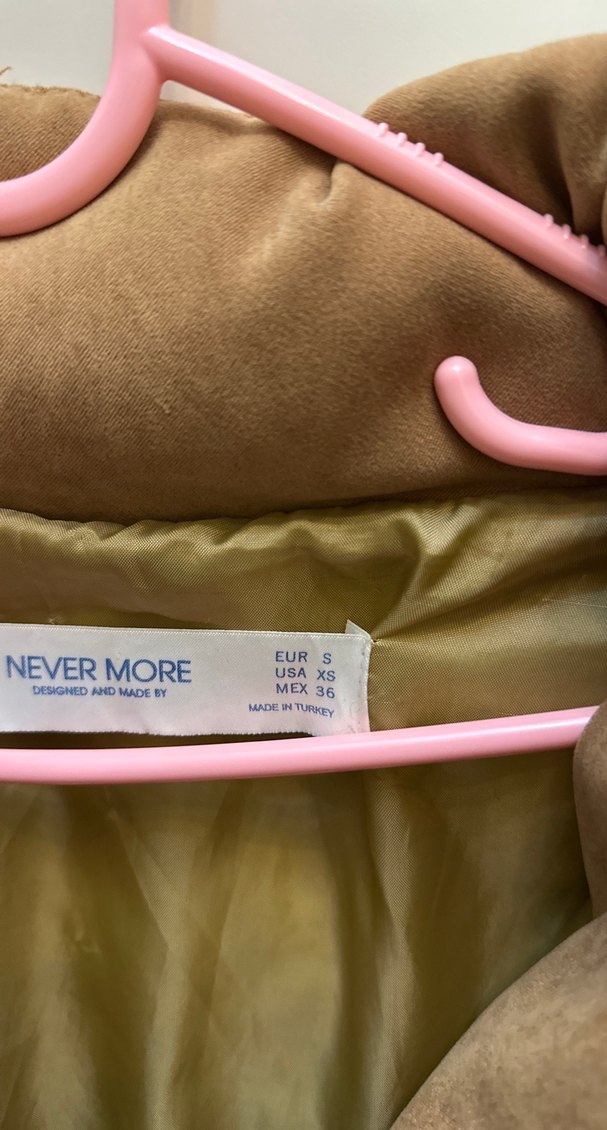 NEVER MORE
DESIGNED AND MADE BY
EUR S
USA XS
MEX 36
MADE IN TURKEY